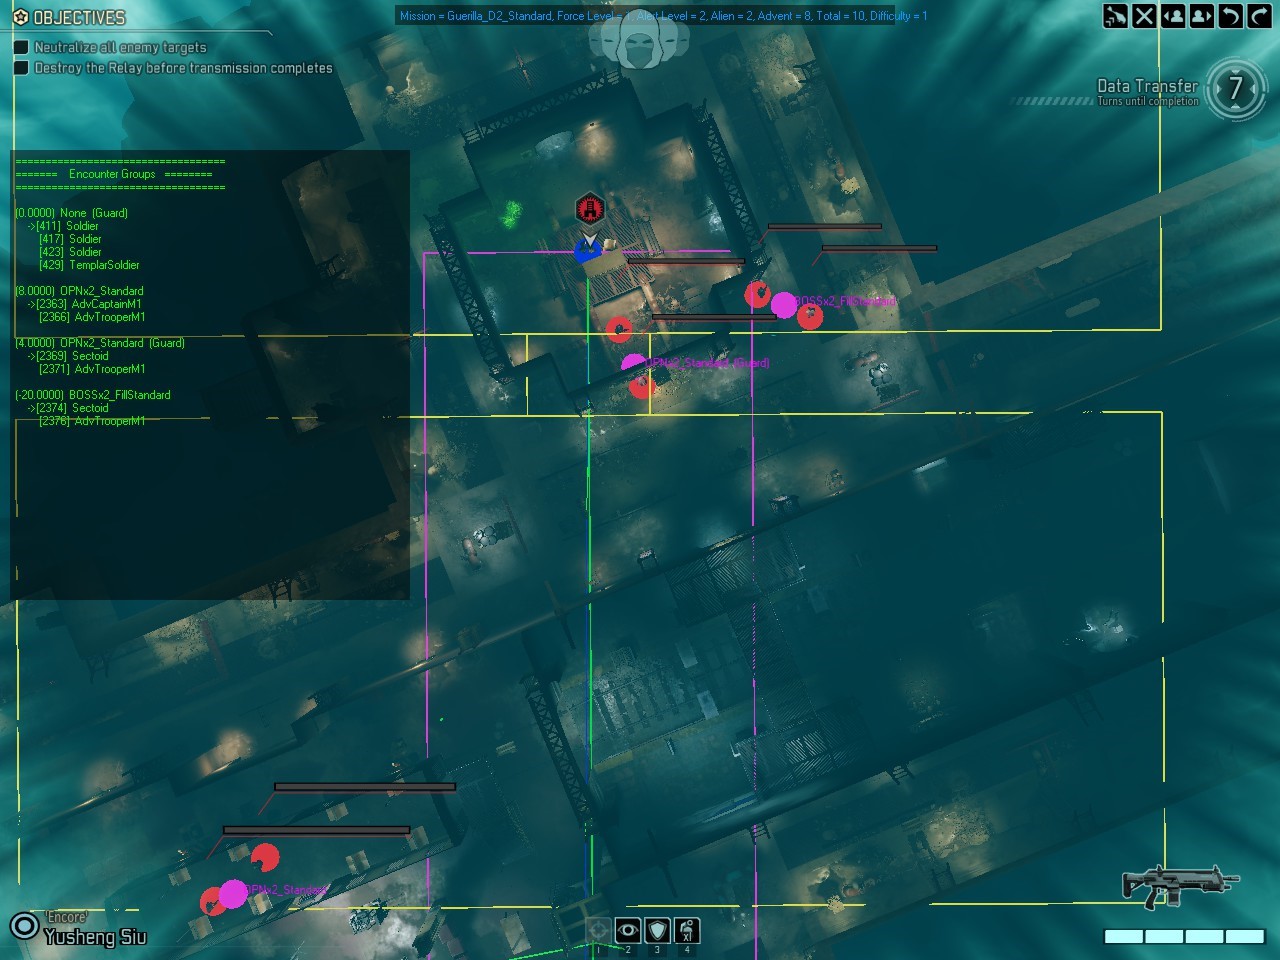 Mission = Guerilla_D2_Standard, Force Level = 1, Alert Level = 2, Alien = 2, Advent = 8, Total = 10, Difficulty = 1
OBJECTIVES
Neutralize all enemy targets
Destroy the Relay before transmission completes
Data Transfer
Turns until completion
7
====================================
======= Encounter Groups ========
====================================
(0.0000) None (Guard)
->[411] Soldier
[417] Soldier
[423] Soldier
[429] TemplarSoldier
(8.0000) OPNx2_Standard
->[2363] AdvCaptainM1
[2366] AdvTrooperM1
(4.0000) OPNx2_Standard (Guard)
->[2369] Sectoid
[2371] AdvTrooperM1
(-20.0000) BOSSx2_FillStandard
->[2374] Sectoid
[2376] AdvTrooperM1
BOSSx2_FillStandard
OPNx2_Standard (Guard)
OPNx2_Standard
'Encore'
Yusheng Siu
1
2
3
4